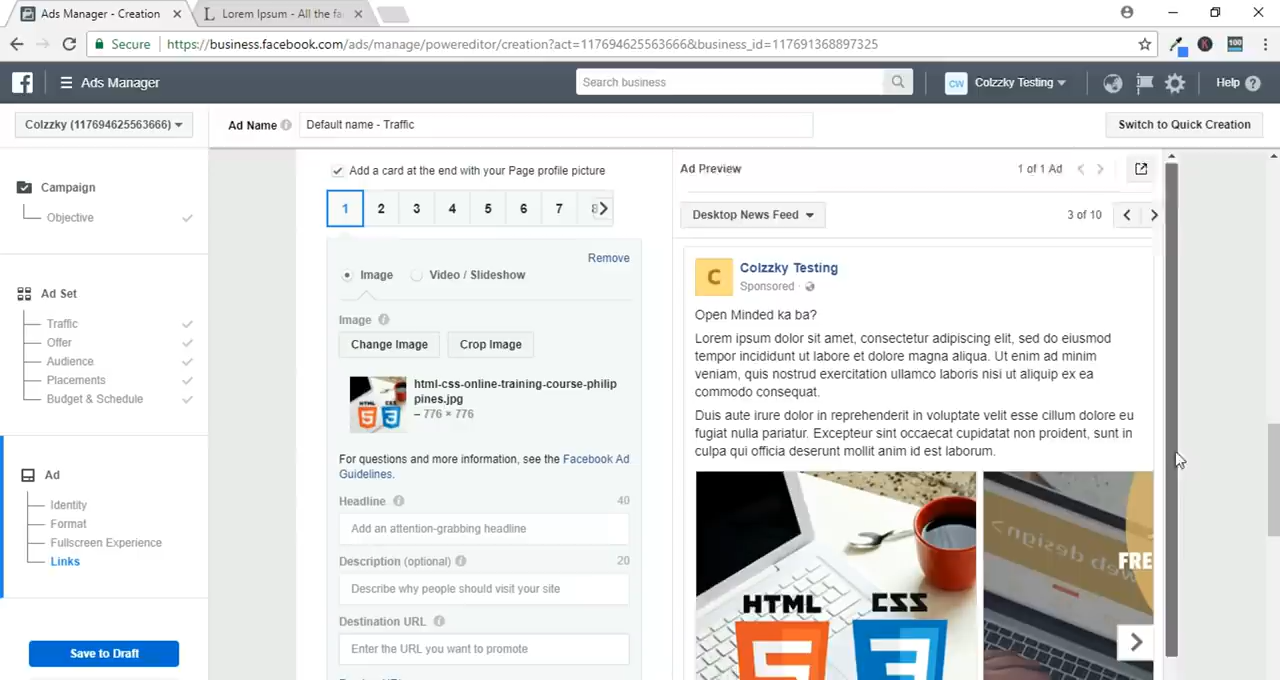 Ads Manager - Creation
Lorem Ipsum - All the fa
Secure
https://business.facebook.com/ads/manage/powereditor/creation?act=117694625563666&business_id=117691368897325
100
Ads Manager
Search business
CW
Colzzky Testing
Help
Colzzky (117694625563666)
Ad Name
Default name - Traffic
Switch to Quick Creation
Campaign
Objective
Ad Set
Traffic
Offer
Audience
Placements
Budget & Schedule
Ad
Identity
Format
Fullscreen Experience
Links
Save to Draft
Add a card at the end with your Page profile picture
1 2 3 4 5 6 7 8
Remove
Image
Video / Slideshow
Image
Change Image
Crop Image
html-css-online-training-course-philip
pines.jpg
– 776 × 776
For questions and more information, see the Facebook Ad
Guidelines.
Headline
40
Add an attention-grabbing headline
Description (optional)
20
Describe why people should visit your site
Destination URL
Enter the URL you want to promote
Ad Preview
1 of 1 Ad
Desktop News Feed
3 of 10
C
Colzzky Testing
Sponsored ·
Open Minded ka ba?
Lorem ipsum dolor sit amet, consectetur adipiscing elit, sed do eiusmod
tempor incididunt ut labore et dolore magna aliqua. Ut enim ad minim
veniam, quis nostrud exercitation ullamco laboris nisi ut aliquip ex ea
commodo consequat.
Duis aute irure dolor in reprehenderit in voluptate velit esse cillum dolore eu
fugiat nulla pariatur. Excepteur sint occaecat cupidatat non proident, sunt in
culpa qui officia deserunt mollit anim id est laborum.
HTML
CSS
5
3
web design
FRE